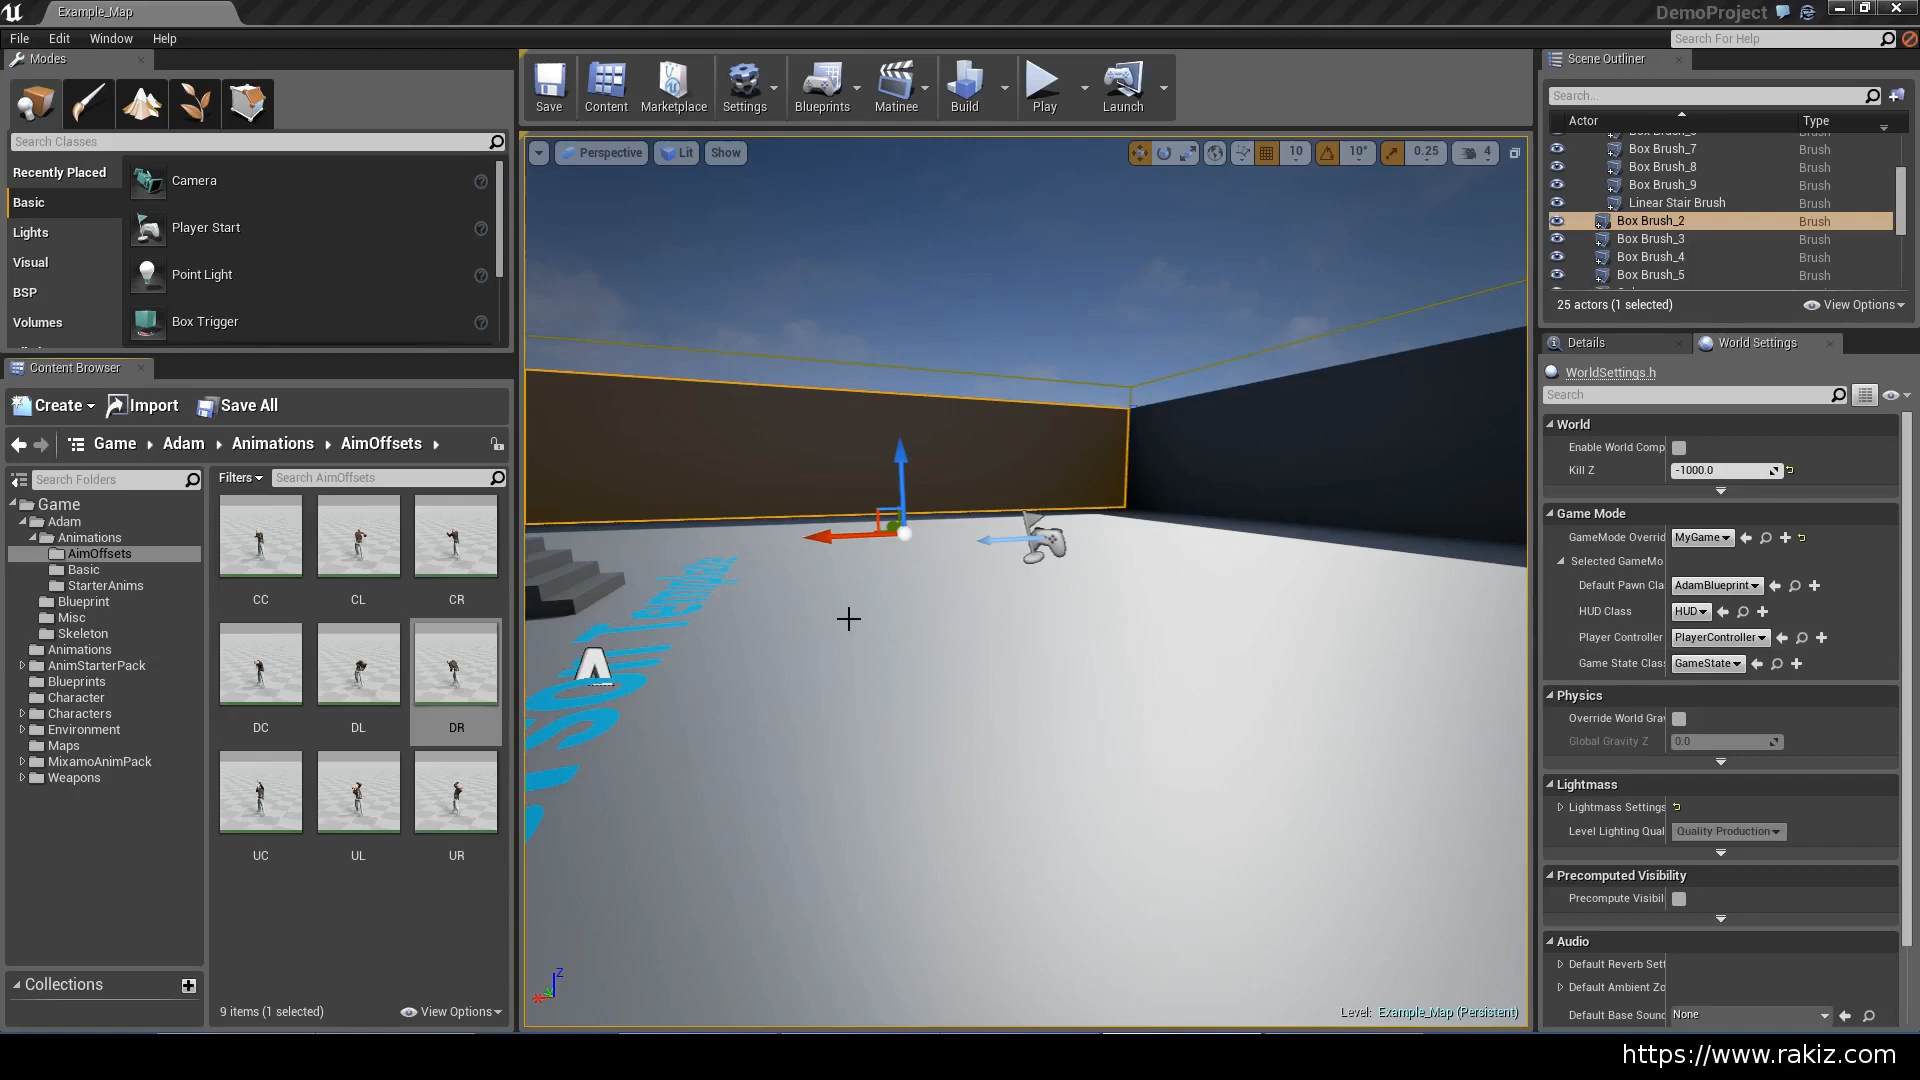 Example_Map
DemoProject
File Edit Window Help
Search For Help
Modes
Search Classes
Recently Placed
Basic
Lights
Visual
BSP
Volumes
Camera
Player Start
Point Light
Box Trigger
Save Content Marketplace Settings Blueprints Matinee Build Play Launch
Perspective Lit Show
10 10° 0.25 4
Content Browser
Create Import Save All
Game Adam Animations AimOffsets
Search Folders
Filters Search AimOffsets
Game
Adam
Animations
AimOffsets
Basic
StarterAnims
Blueprint
Misc
Skeleton
Animations
AnimStarterPack
Blueprints
Character
Characters
Environment
Maps
MixamoAnimPack
Weapons
CC CL CR
DC DL DR
UC UL UR
Collections
9 items (1 selected) View Options
Z
Level: Example_Map (Persistent)
Scene Outliner
Search...
Actor Type
Box Brush_7 Brush
Box Brush_8 Brush
Box Brush_9 Brush
Linear Stair Brush Brush
Box Brush_2 Brush
Box Brush_3 Brush
Box Brush_4 Brush
Box Brush_5 Brush
25 actors (1 selected) View Options
Details World Settings
WorldSettings.h
Search
World
Enable World Comp
Kill Z -1000.0
Game Mode
GameMode Overrid MyGame
Selected GameMo
Default Pawn Cla AdamBlueprint
HUD Class HUD
Player Controller PlayerController
Game State Clas GameState
Physics
Override World Gra
Global Gravity Z 0.0
Lightmass
Lightmass Settings
Level Lighting Qual Quality Production
Precomputed Visibility
Precompute Visibil
Audio
Default Reverb Set
Default Ambient Zo
Default Base Soun None
https://www.rakiz.com